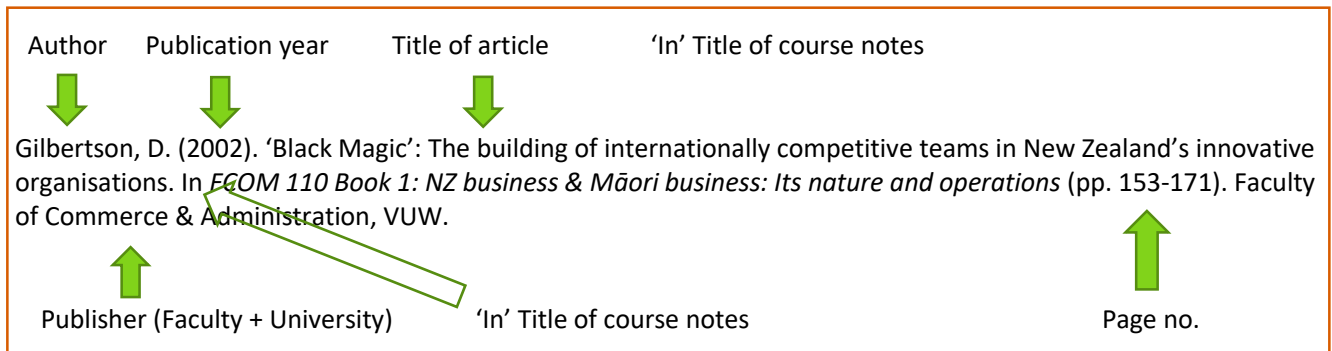 Author Publication year Title of article ‘In’ Title of course notes
Gilbertson, D. (2002). ‘Black Magic’: The building of internationally competitive teams in New Zealand’s innovative
organisations. In FCOM 110 Book 1: NZ business & Māori business: Its nature and operations (pp. 153-171). Faculty
of Commerce & Administration, VUW.
Publisher (Faculty + University) ‘In’ Title of course notes Page no.